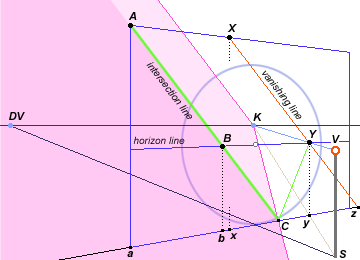 A
X
intersection line
vanishing line
DV
K
horizon line
B
Y
V
C
b
x
y
z
a
S